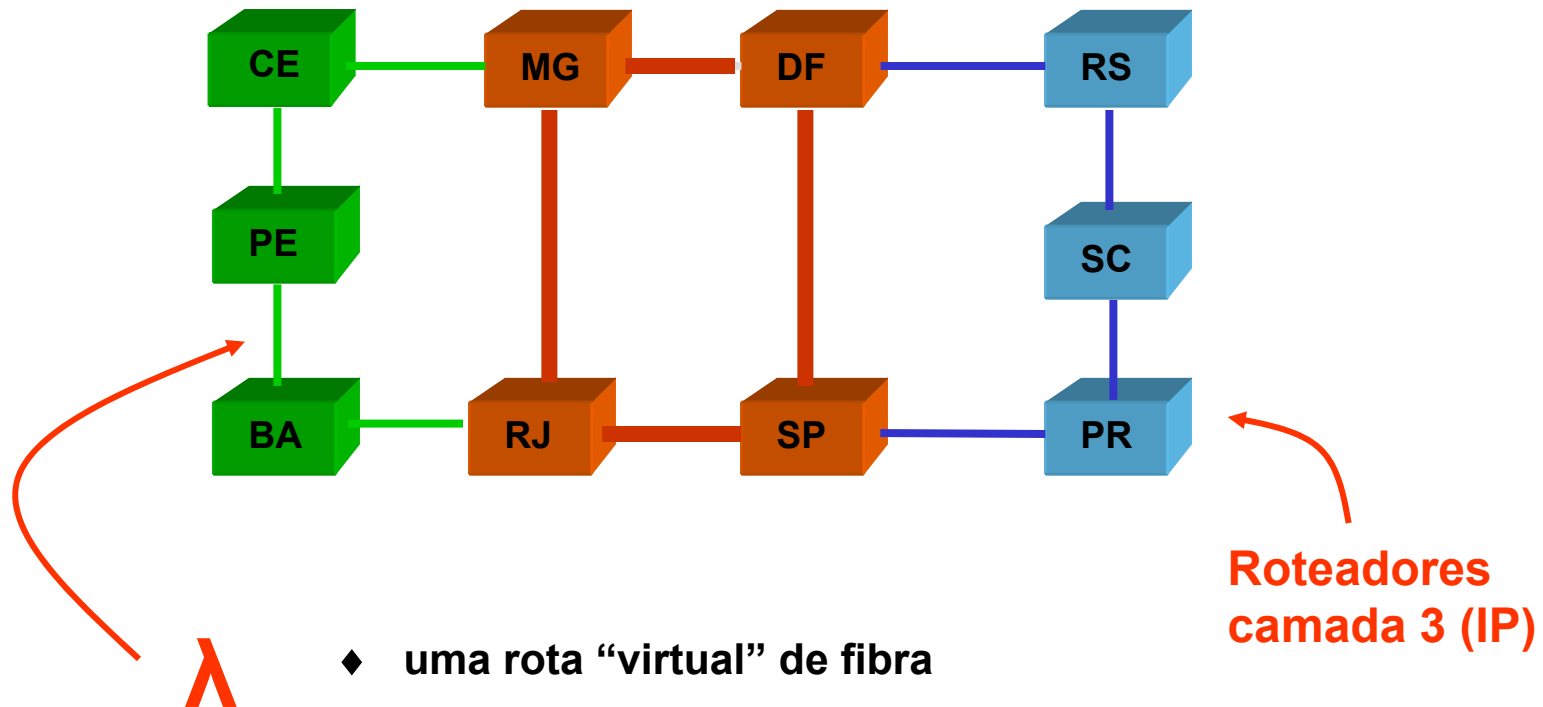 CE
MG
DF
RS
PE
SC
BA
RJ
SP
PR
Roteadores
camada 3 (IP)
λ
♦ uma rota “virtual” de fibra